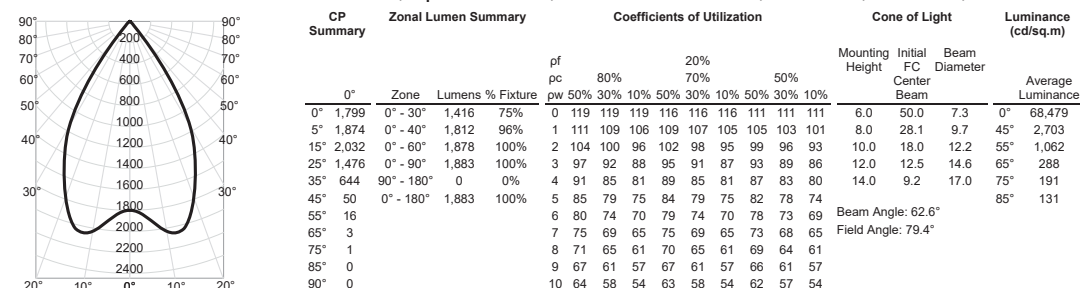 90° 90°
80° 200 80°
70° 400 70°
60° 600 60°
800
50° 50°
1000
40° 1200 40°
1400
30° 1600 30°
1800
2000
2200
2400
20° 10° 0° 10° 20°
CP Summary
0°
0° 1,799
5° 1,874
15° 2,032
25° 1,476
35° 644
45° 50
55° 16
65° 3
75° 1
85° 0
90° 0
Zonal Lumen Summary
Zone Lumens % Fixture
0° - 30° 1,416 75%
0° - 40° 1,812 96%
0° - 60° 1,878 100%
0° - 90° 1,883 100%
90° - 180° 0 0%
0° - 180° 1,883 100%
Coefficients of Utilization
ρf 20%
ρc 80% 70% 50%
ρw 50% 30% 10% 50% 30% 10% 50% 30% 10%
0 119 119 119 116 116 116 111 111 111
1 111 109 106 109 107 105 105 103 101
2 104 100 96 102 98 95 99 96 93
3 97 92 88 95 91 87 93 89 86
4 91 85 81 89 85 81 87 83 80
5 85 79 75 84 79 75 82 78 74
6 80 74 70 79 74 70 78 73 69
7 75 69 65 75 69 65 73 68 65
8 71 65 61 70 65 61 69 64 61
9 67 61 57 67 61 57 66 61 57
10 64 58 54 63 58 54 62 57 54
Cone of Light
Mounting Initial Beam
Height FC Diameter
Center
Beam
6.0 50.0 7.3
8.0 28.1 9.7
10.0 18.0 12.2
12.0 12.5 14.6
14.0 9.2 17.0
Beam Angle: 62.6°
Field Angle: 79.4°
Luminance
(cd/sq.m)
Average
Luminance
0° 68,479
45° 2,703
55° 1,062
65° 288
75° 191
85° 131